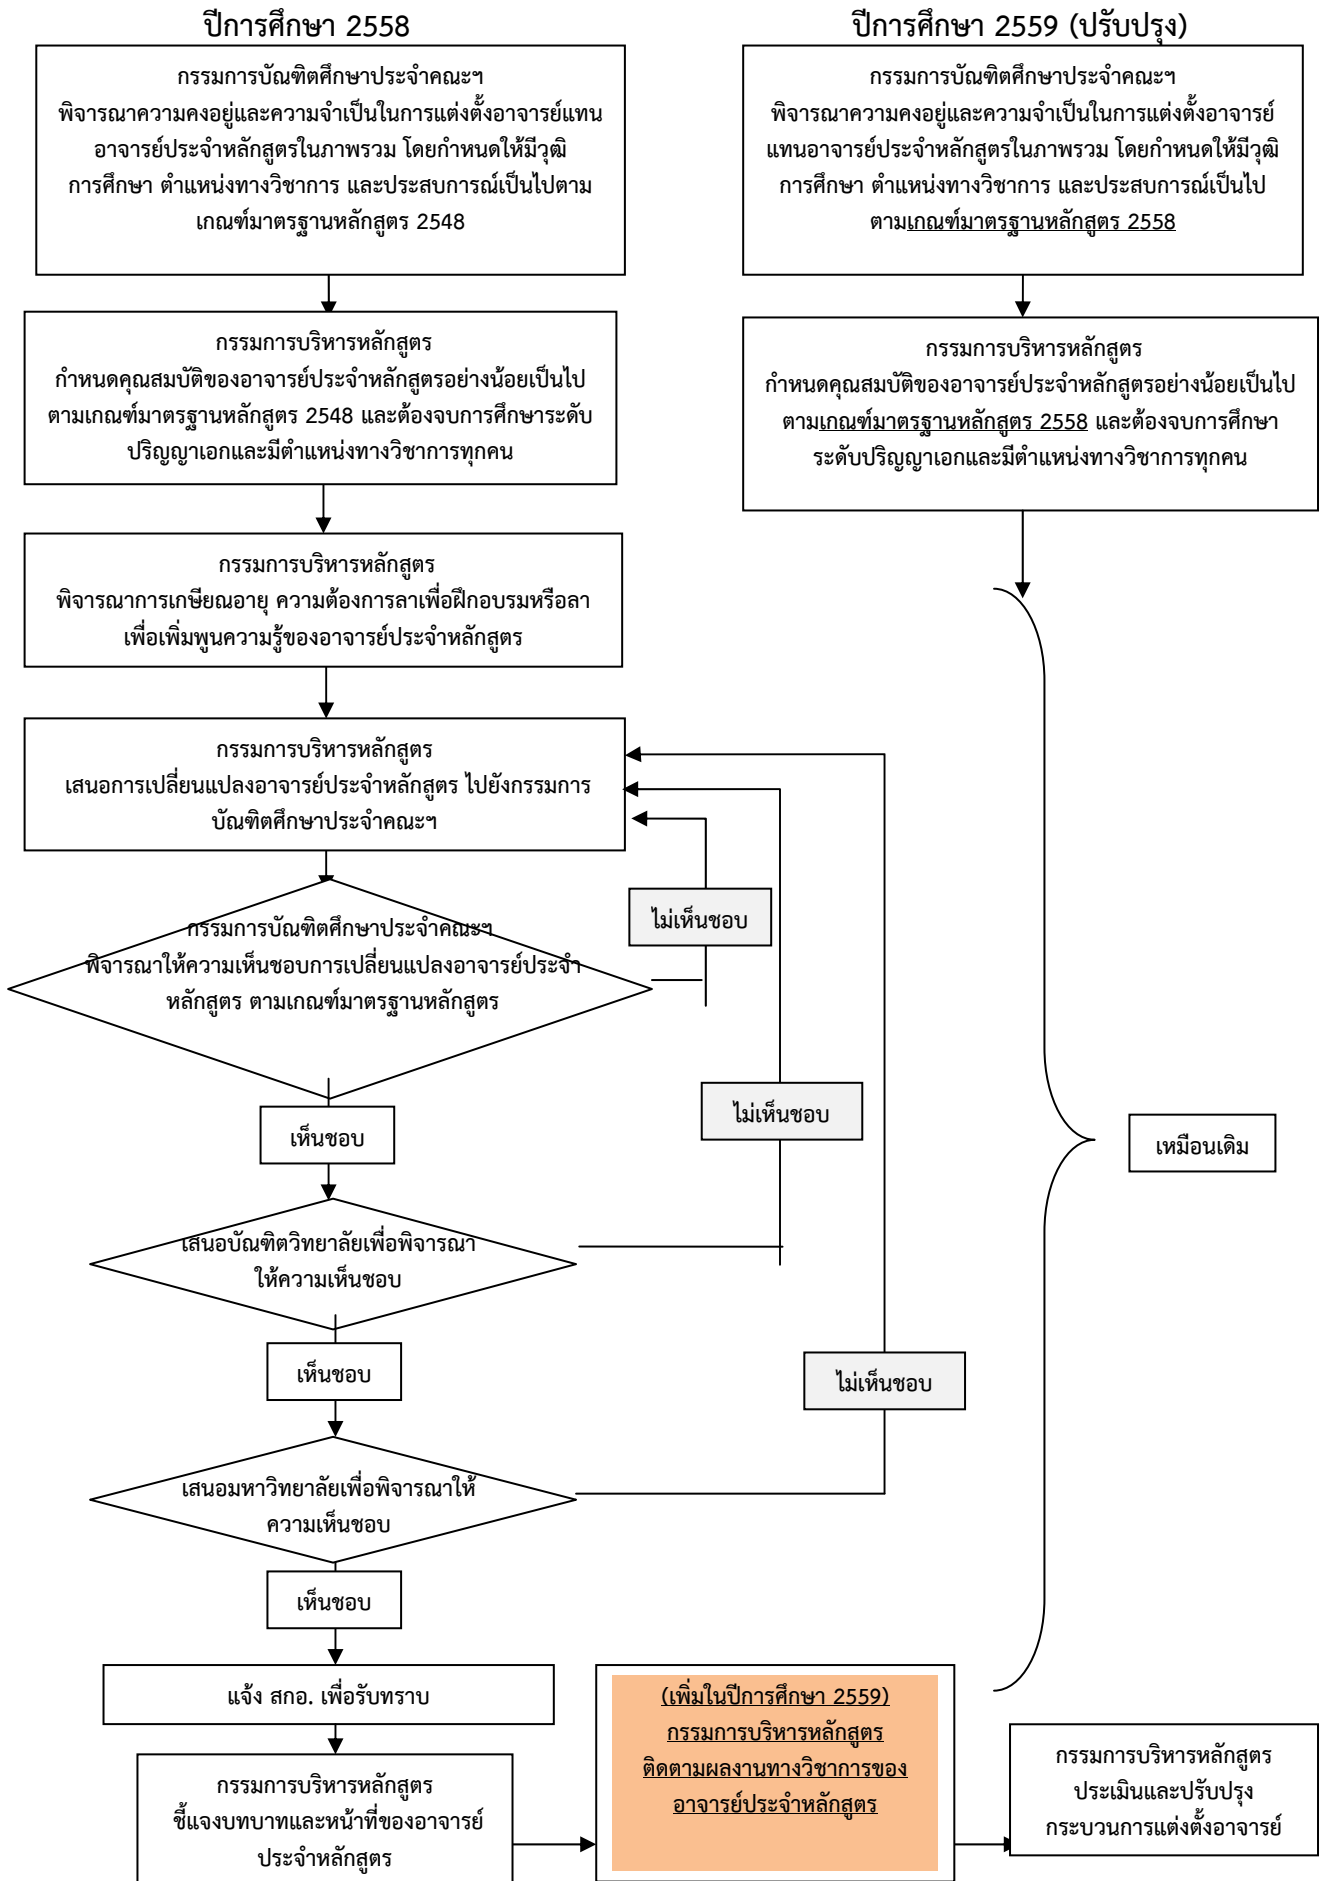 ปีการศึกษา 2558
กรรมการบัณฑิตศึกษาประจำคณะฯ
พิจารณาความคงอยู่และความจำเป็นในการแต่งตั้งอาจารย์แทน
อาจารย์ประจำหลักสูตรในภาพรวม โดยกำหนดให้มีวุฒิ
การศึกษา ตำแหน่งทางวิชาการ และประสบการณ์เป็นไปตาม
เกณฑ์มาตรฐานหลักสูตร 2548
กรรมการบริหารหลักสูตร
กำหนดคุณสมบัติของอาจารย์ประจำหลักสูตรอย่างน้อยเป็นไป
ตามเกณฑ์มาตรฐานหลักสูตร 2548 และต้องจบการศึกษาระดับ
ปริญญาเอกและมีตำแหน่งทางวิชาการทุกคน
กรรมการบริหารหลักสูตร
พิจารณาการเกษียณอายุ ความต้องการลาเพื่อฝึกอบรมหรือลา
เพื่อเพิ่มพูนความรู้ของอาจารย์ประจำหลักสูตร
กรรมการบริหารหลักสูตร
เสนอการเปลี่ยนแปลงอาจารย์ประจำหลักสูตร ไปยังกรรมการ
บัณฑิตศึกษาประจำคณะฯ
กรรมการบัณฑิตศึกษาประจำคณะฯ
พิจารณาให้ความเห็นชอบการเปลี่ยนแปลงอาจารย์ประจำ
หลักสูตร ตามเกณฑ์มาตรฐานหลักสูตร
ไม่เห็นชอบ
เห็นชอบ
ไม่เห็นชอบ
เสนอบัณฑิตวิทยาลัยเพื่อพิจารณา
ให้ความเห็นชอบ
เห็นชอบ
ไม่เห็นชอบ
เสนอมหาวิทยาลัยเพื่อพิจารณาให้
ความเห็นชอบ
เห็นชอบ
แจ้ง สกอ. เพื่อรับทราบ
กรรมการบริหารหลักสูตร
ชี้แจงบทบาทและหน้าที่ของอาจารย์
ประจำหลักสูตร
(เพิ่มในปีการศึกษา 2559)
กรรมการบริหารหลักสูตร
ติดตามผลงานทางวิชาการของ
อาจารย์ประจำหลักสูตร
ปีการศึกษา 2559 (ปรับปรุง)
กรรมการบัณฑิตศึกษาประจำคณะฯ
พิจารณาความคงอยู่และความจำเป็นในการแต่งตั้งอาจารย์
แทนอาจารย์ประจำหลักสูตรในภาพรวม โดยกำหนดให้มีวุฒิ
การศึกษา ตำแหน่งทางวิชาการ และประสบการณ์เป็นไป
ตามเกณฑ์มาตรฐานหลักสูตร 2558
กรรมการบริหารหลักสูตร
กำหนดคุณสมบัติของอาจารย์ประจำหลักสูตรอย่างน้อยเป็นไป
ตามเกณฑ์มาตรฐานหลักสูตร 2558 และต้องจบการศึกษา
ระดับปริญญาเอกและมีตำแหน่งทางวิชาการทุกคน
เหมือนเดิม
กรรมการบริหารหลักสูตร
ประเมินและปรับปรุง
กระบวนการแต่งตั้งอาจารย์